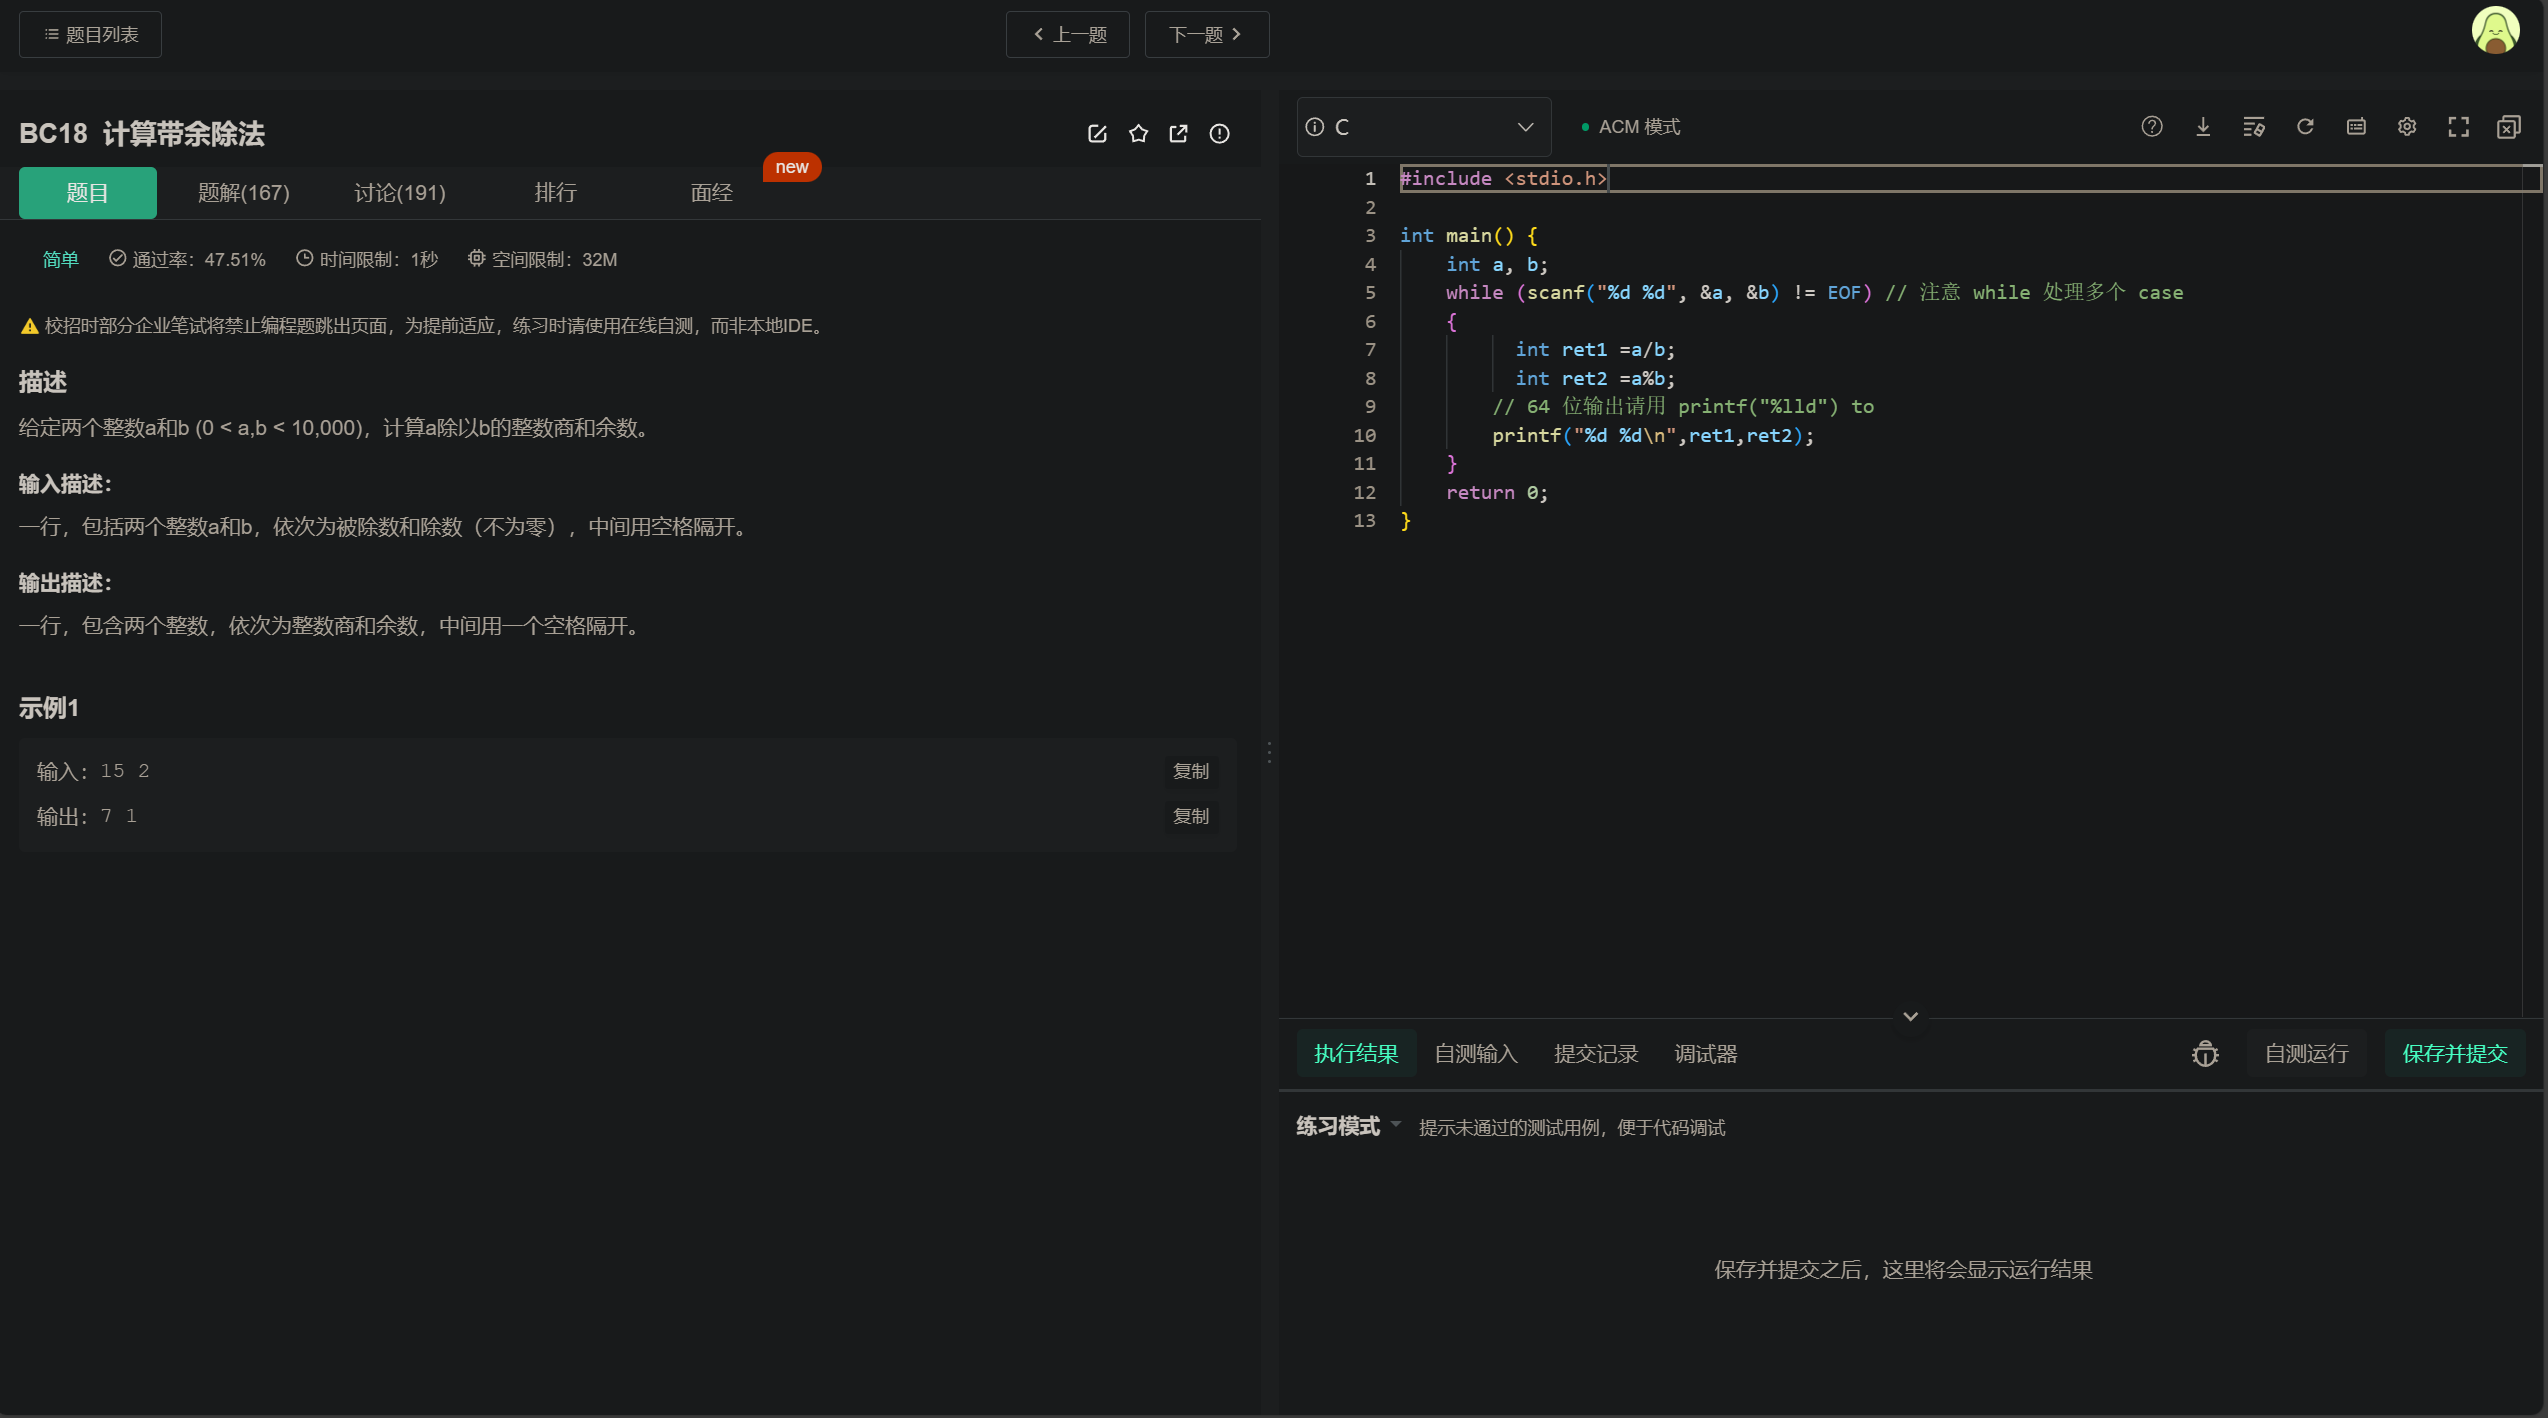 题目列表
上一题
下一题
BC18 计算带余除法
题目
题解(167)
讨论(191)
排行
面经
new
简单
通过率：47.51%
时间限制：1秒
空间限制：32M
校招时部分企业笔试将禁止编程题跳出页面，为提前适应，练习时请使用在线自测，而非本地IDE。
描述
给定两个整数a和b (0 < a,b < 10,000)，计算a除以b的整数商和余数。
输入描述：
一行，包括两个整数a和b，依次为被除数和除数（不为零），中间用空格隔开。
输出描述：
一行，包含两个整数，依次为整数商和余数，中间用一个空格隔开。
示例1
输入：15 2
复制
输出：7 1
复制
C
ACM 模式
1 #include <stdio.h>
2
3 int main() {
4     int a, b;
5     while (scanf("%d %d", &a, &b) != EOF) // 注意 while 处理多个 case
6     {
7           int ret1 =a/b;
8           int ret2 =a%b;
9         // 64 位输出请用 printf("%lld") to
10         printf("%d %d\n",ret1,ret2);
11     }
12     return 0;
13 }
执行结果
自测输入
提交记录
调试器
自测运行
保存并提交
练习模式
提示未通过的测试用例，便于代码调试
保存并提交之后，这里将会显示运行结果